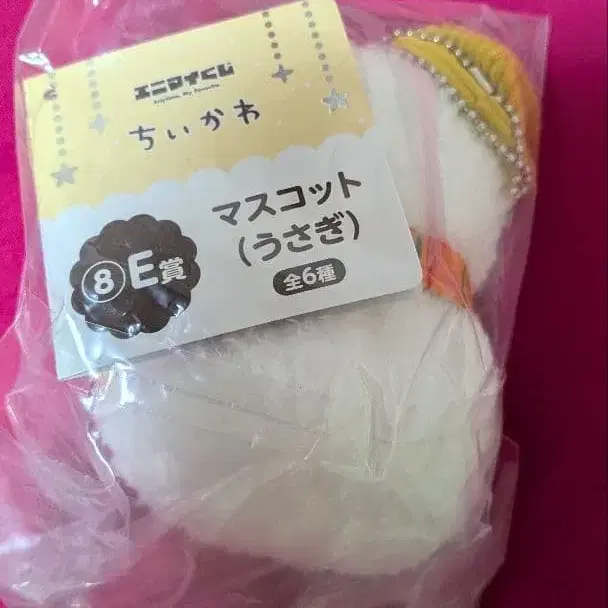 エニマイくじ
Anytime, My Favorite.
ちいかわ
⑧ E賞
マスコット
(うさぎ)
全6種